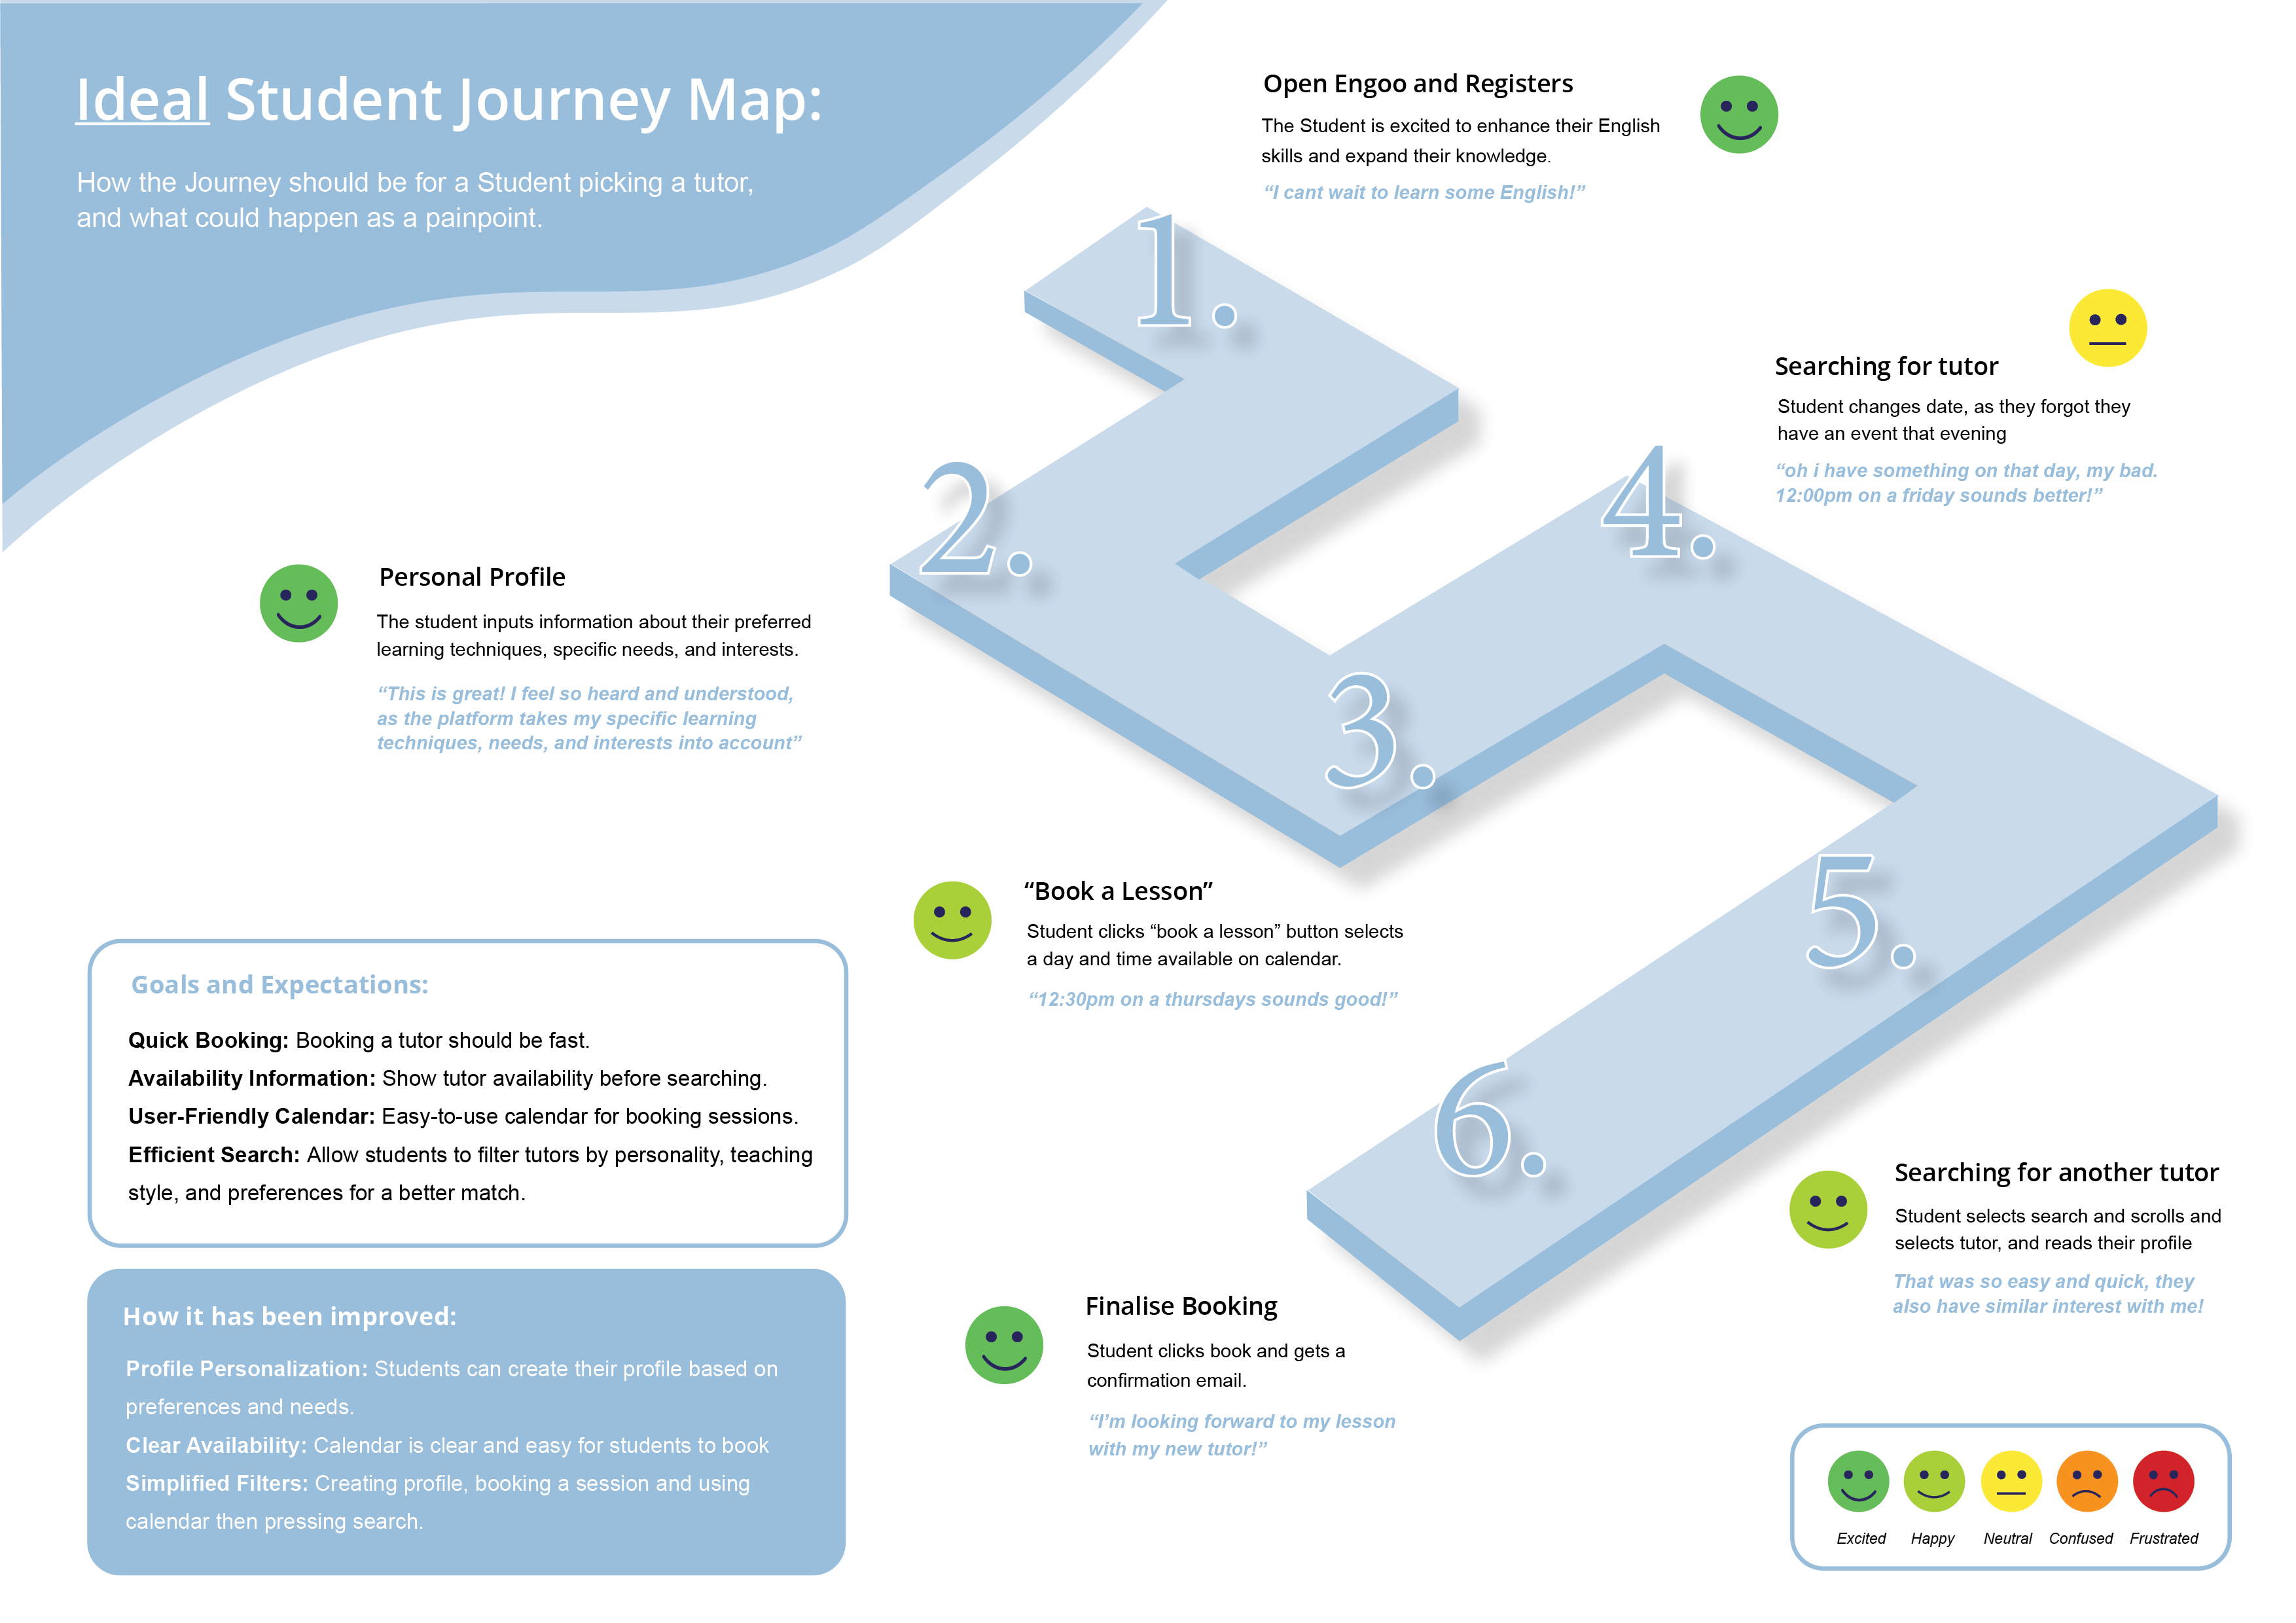 Ideal Student Journey Map:
How the Journey should be for a Student picking a tutor,
and what could happen as a painpoint.
1.
Open Engoo and Registers
The Student is excited to enhance their English
skills and expand their knowledge.
“I cant wait to learn some English!”
2.
Personal Profile
The student inputs information about their preferred
learning techniques, specific needs, and interests.
“This is great! I feel so heard and understood,
as the platform takes my specific learning
techniques, needs, and interests into account”
3.
“Book a Lesson”
Student clicks “book a lesson” button selects
a day and time available on calendar.
“12:30pm on a thursdays sounds good!”
4.
Searching for tutor
Student changes date, as they forgot they
have an event that evening
“oh i have something on that day, my bad.
12:00pm on a friday sounds better!”
5.
Searching for another tutor
Student selects search and scrolls and
selects tutor, and reads their profile
That was so easy and quick, they
also have similar interest with me!
6.
Finalise Booking
Student clicks book and gets a
confirmation email.
“I’m looking forward to my lesson
with my new tutor!”
Goals and Expectations:
Quick Booking: Booking a tutor should be fast.
Availability Information: Show tutor availability before searching.
User-Friendly Calendar: Easy-to-use calendar for booking sessions.
Efficient Search: Allow students to filter tutors by personality, teaching
style, and preferences for a better match.
How it has been improved:
Profile Personalization: Students can create their profile based on
preferences and needs.
Clear Availability: Calendar is clear and easy for students to book
Simplified Filters: Creating profile, booking a session and using
calendar then pressing search.
Excited Happy Neutral Confused Frustrated